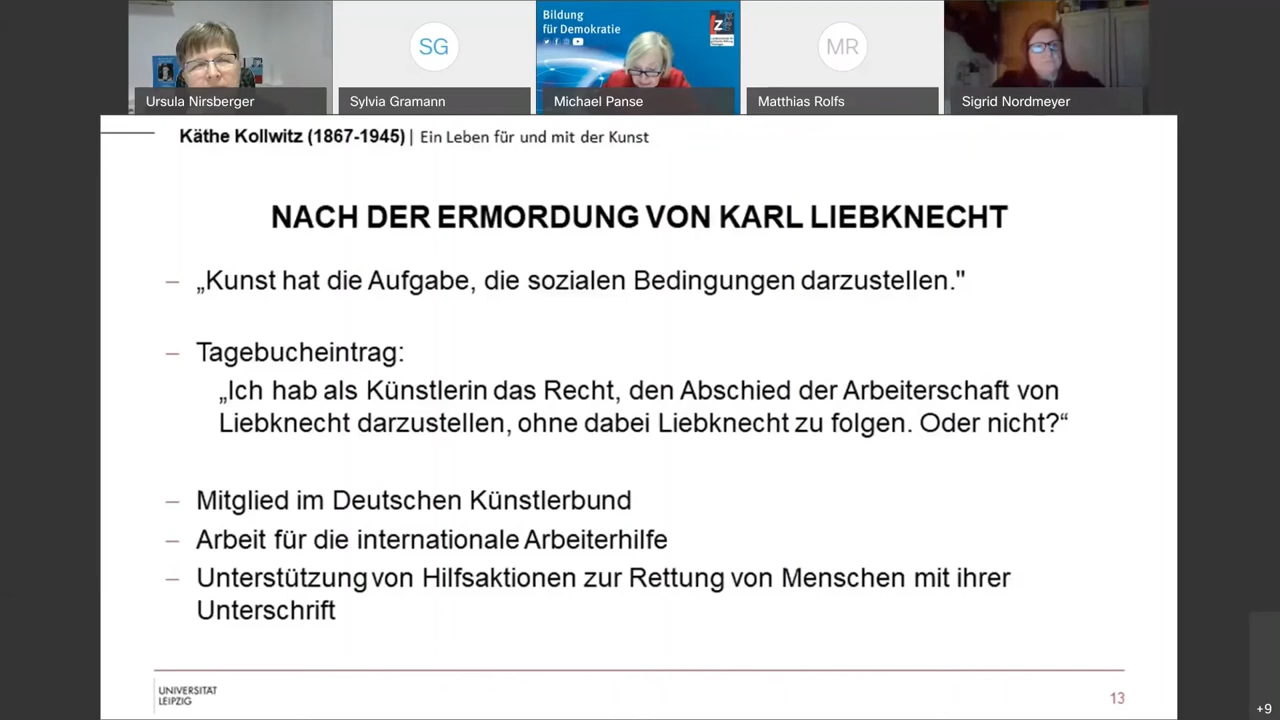 Bildung
für Demokratie
SG
MR
Ursula Nirsberger
Sylvia Gramann
Michael Panse
Matthias Rolfs
Sigrid Nordmeyer
Käthe Kollwitz (1867-1945) | Ein Leben für und mit der Kunst
NACH DER ERMORDUNG VON KARL LIEBKNECHT
– „Kunst hat die Aufgabe, die sozialen Bedingungen darzustellen."
– Tagebucheintrag:
„Ich hab als Künstlerin das Recht, den Abschied der Arbeiterschaft von
Liebknecht darzustellen, ohne dabei Liebknecht zu folgen. Oder nicht?“
– Mitglied im Deutschen Künstlerbund
– Arbeit für die internationale Arbeiterhilfe
– Unterstützung von Hilfsaktionen zur Rettung von Menschen mit ihrer
Unterschrift
UNIVERSITÄT
LEIPZIG
13
+9